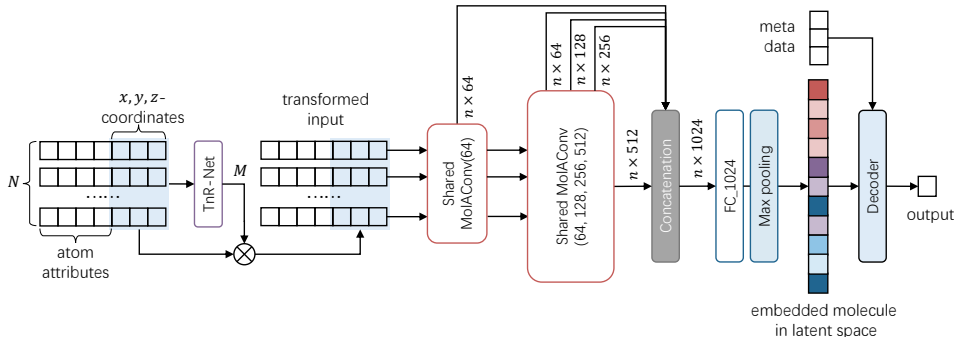 x, y, z-
coordinates
N
......
......
atom
attributes
TnR-Net
M
transformed
input
......
......
Shared
MolAConv(64)
n × 64
Shared MolAConv
(64, 128, 256, 512)
n × 64
n × 128
n × 256
n × 512
Concatenation
n × 1024
FC_1024
Max pooling
embedded molecule
in latent space
meta
data
Decoder
output